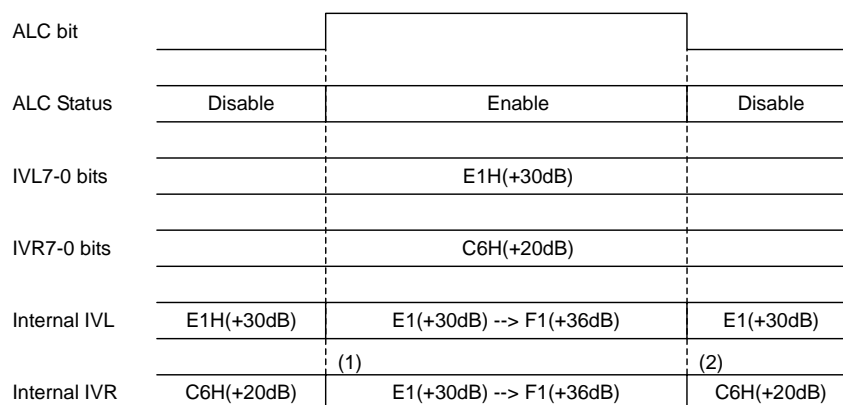 ALC bit
ALC Status Disable Enable Disable
IVL7-0 bits E1H(+30dB)
IVR7-0 bits C6H(+20dB)
Internal IVL E1H(+30dB) E1(+30dB) --> F1(+36dB) E1(+30dB)
(1) (2)
Internal IVR C6H(+20dB) E1(+30dB) --> F1(+36dB) C6H(+20dB)